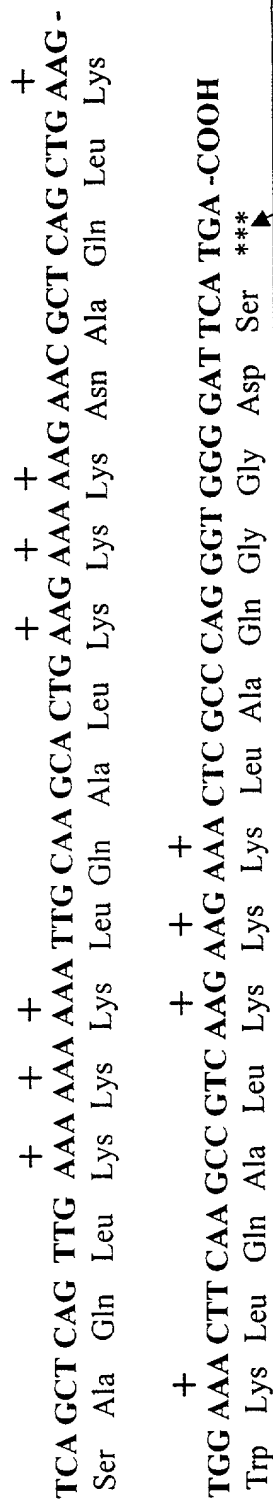 + + + + + + +
TCA GCT CAG TTG AAA AAA AAA TTG CAA GCA CTG AAG AAA AAG AAC GCT CAG CTG AAG -
Ser Ala Gln Leu Lys Lys Lys Leu Gln Ala Leu Lys Lys Lys Asn Ala Gln Leu Lys
+ + +
TGG AAA CTT CAA GCC GTC AAG AAG AAA CTC GCC CAG GGT GGG GAT TCA TGA -COOH
Trp Lys Leu Gln Ala Leu Lys Lys Lys Leu Ala Gln Gly Gly Asp Ser ***